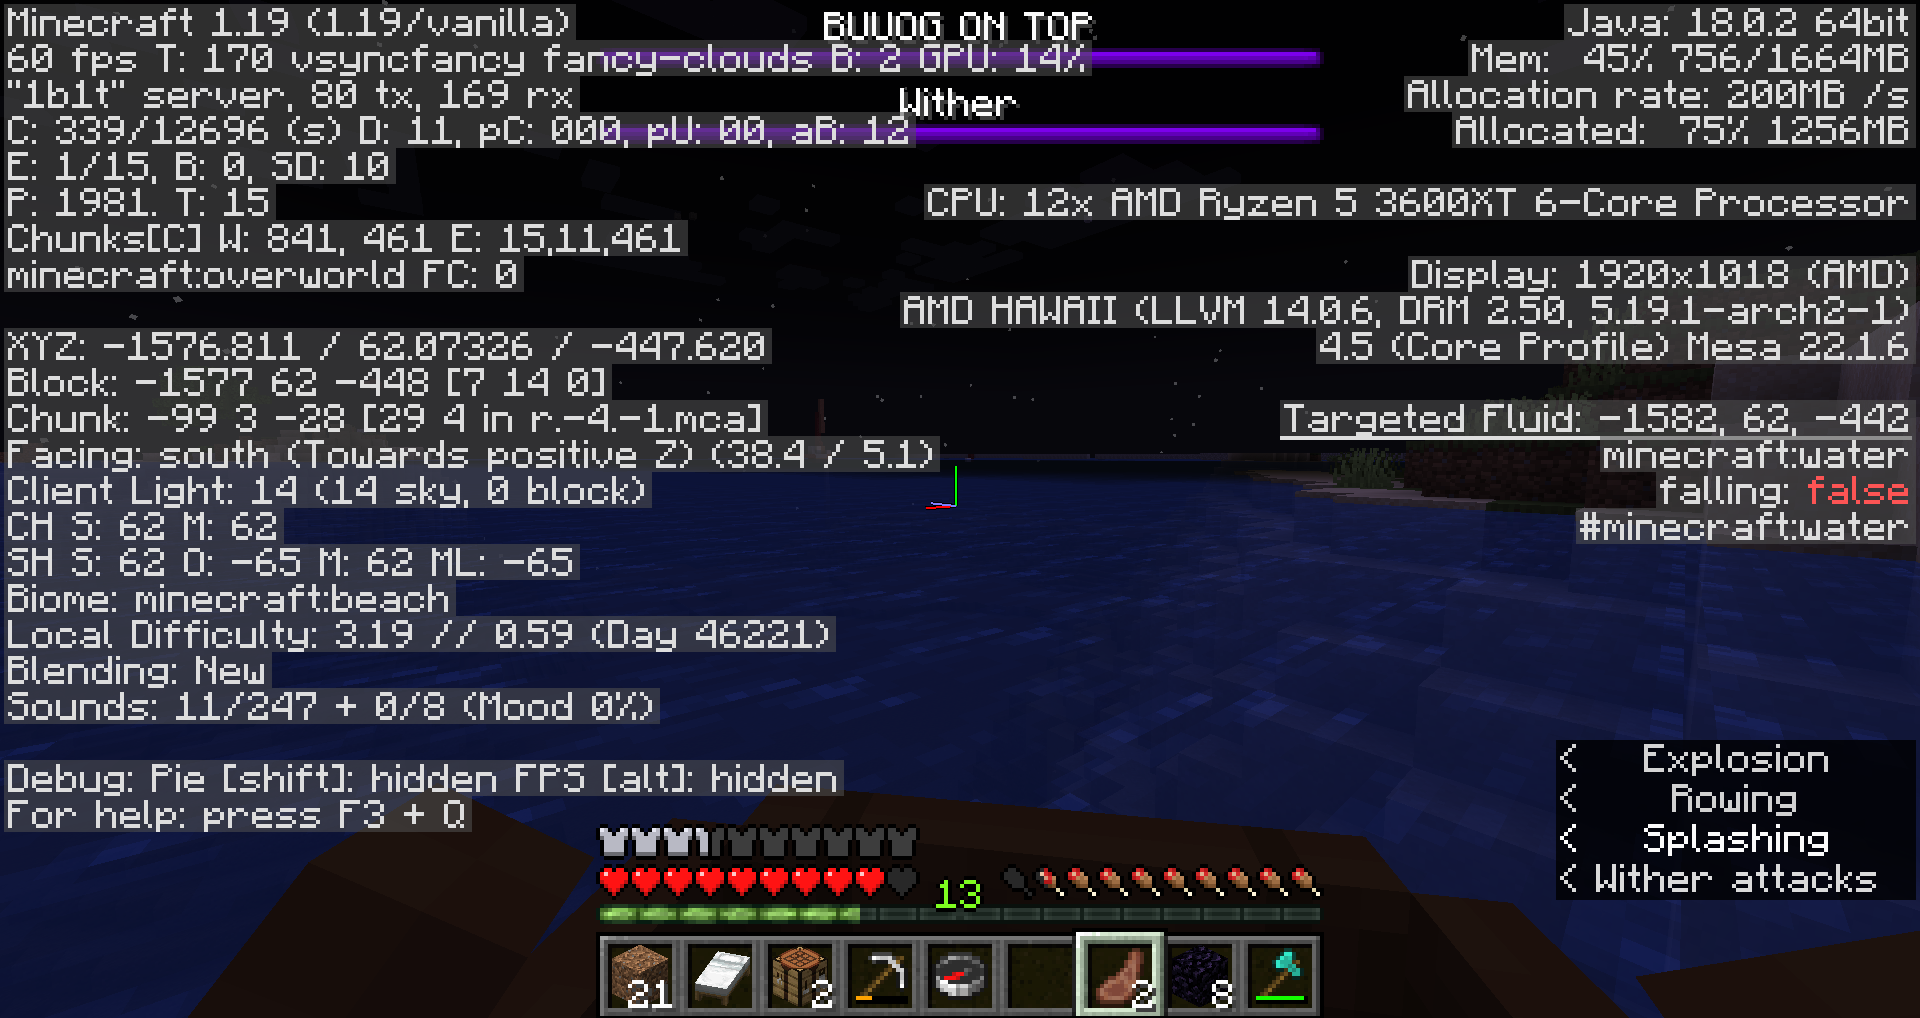 Minecraft 1.19 (1.19/vanilla)
60 fps T: 170 vsyncfancy fancy-clouds B: 2 GPU: 14%
"1b1t" server, 80 tx, 169 rx
C: 339/12696 (s) D: 11, pC: 000, pU: 00, aB: 12
E: 1/15, B: 0, SD: 10
P: 1981. T: 15
Chunks[C] W: 841, 461 E: 15,11,461
minecraft:overworld FC: 0
XYZ: -1576.811 / 62.07326 / -447.620
Block: -1577 62 -448 [7 14 0]
Chunk: -99 3 -28 [29 4 in r.-4.-1.mca]
Facing: south (Towards positive Z) (38.4 / 5.1)
Client Light: 14 (14 sky, 0 block)
CH S: 62 M: 62
SH S: 62 O: -65 M: 62 ML: -65
Biome: minecraft:beach
Local Difficulty: 3.19 // 0.59 (Day 46221)
Blending: New
Sounds: 11/247 + 0/8 (Mood 0%)
Debug: Pie [shift]: hidden FPS [alt]: hidden
For help: press F3 + Q
BUUOG ON TOP
Wither
Java: 18.0.2 64bit
Mem: 45% 756/1664MB
Allocation rate: 200MB /s
Allocated: 75% 1256MB
CPU: 12x AMD Ryzen 5 3600XT 6-Core Processor
Display: 1920x1018 (AMD)
AMD HAWAII (LLVM 14.0.6, DRM 2.50, 5.19.1-arch2-1)
4.5 (Core Profile) Mesa 22.1.6
Targeted Fluid: -1582, 62, -442
minecraft:water
falling: false
#minecraft:water
< Explosion
< Rowing
< Splashing
< Wither attacks
13
21
2
2
8